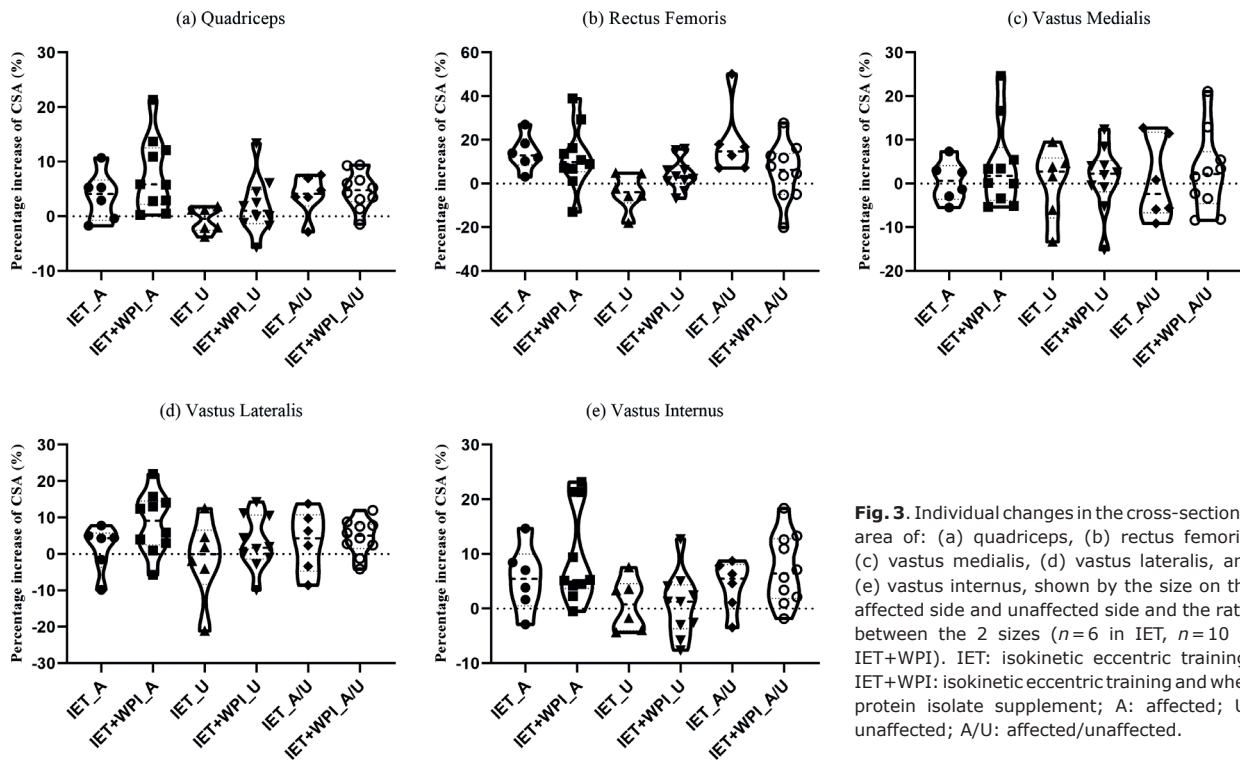 (a) Quadriceps
Percentage increase of CSA (%)
30
20
10
0
-10
IET_A
IET+WPI_A
IET_U
IET+WPI_U
IET_A/U
IET+WPI_A/U
(b) Rectus Femoris
Percentage increase of CSA (%)
60
40
20
0
-20
-40
IET_A
IET+WPI_A
IET_U
IET+WPI_U
IET_A/U
IET+WPI_A/U
(c) Vastus Medialis
Percentage increase of CSA (%)
30
20
10
0
-10
-20
IET_A
IET+WPI_A
IET_U
IET+WPI_U
IET_A/U
IET+WPI_A/U
(d) Vastus Lateralis
Percentage increase of CSA (%)
30
20
10
0
-10
-20
-30
IET_A
IET+WPI_A
IET_U
IET+WPI_U
IET_A/U
IET+WPI_A/U
(e) Vastus Internus
Percentage increase of CSA (%)
30
20
10
0
-10
IET_A
IET+WPI_A
IET_U
IET+WPI_U
IET_A/U
IET+WPI_A/U
Fig. 3. Individual changes in the cross-section
area of: (a) quadriceps, (b) rectus femori
(c) vastus medialis, (d) vastus lateralis, an
(e) vastus internus, shown by the size on th
affected side and unaffected side and the rat
between the 2 sizes (n=6 in IET, n=10
IET+WPI). IET: isokinetic eccentric training
IET+WPI: isokinetic eccentric training and whe
protein isolate supplement; A: affected; U
unaffected; A/U: affected/unaffected.